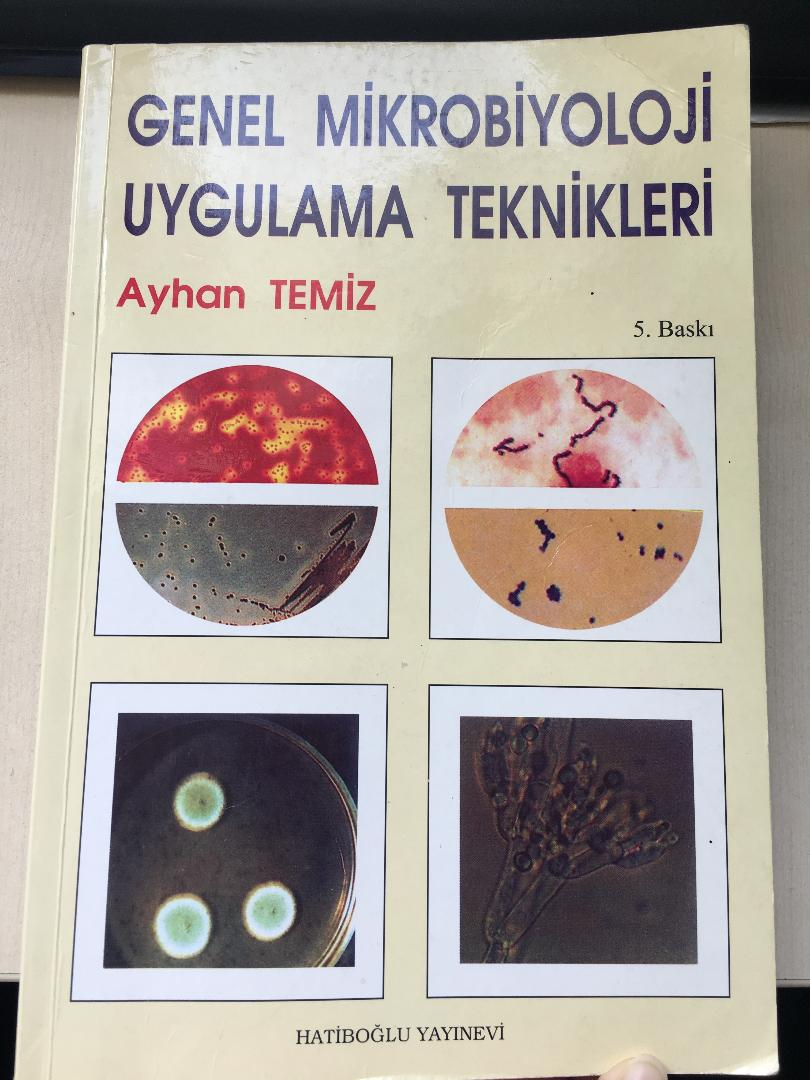 GENEL MİKROBİYOLOJİ
UYGULAMA TEKNİKLERİ
Ayhan TEMİZ
5. Baskı
HATİBOĞLU YAYINEVİ